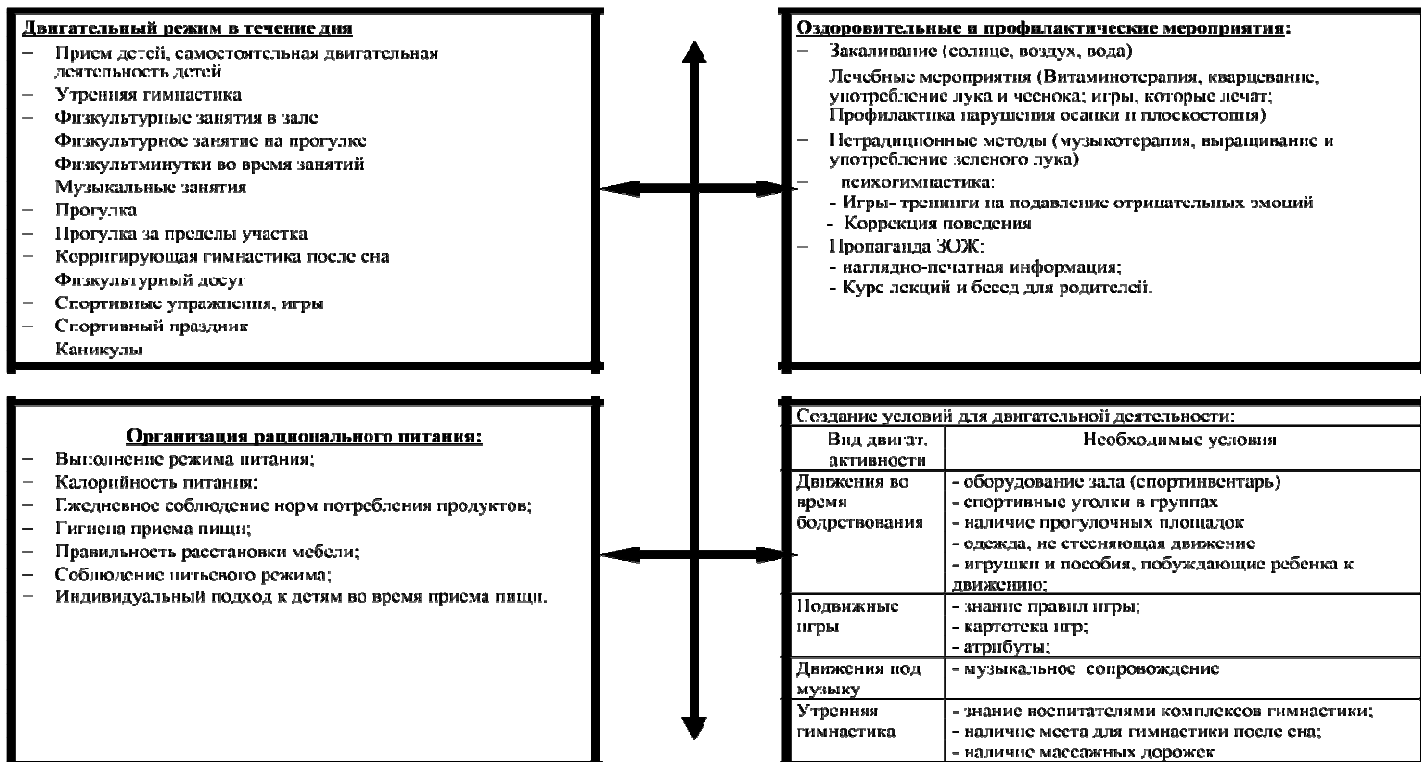 Двигательный режим в течение дня
– Прием детей, самостоятельная двигательная
деятельность детей
– Утренняя гимнастика
– Физкультурные занятия в зале
Физкультурное занятие на прогулке
Физкультминутки во время занятий
Музыкальные занятия
– Прогулка
– Прогулка за пределы участка
– Корригирующая гимнастика после сна
Физкультурный досуг
– Спортивные упражнения, игры
– Спортивный праздник
Каникулы
Оздоровительные и профилактические мероприятия:
– Закаливание (солнце, воздух, вода)
Лечебные мероприятия (Витаминотерапия, кварцевание,
употребление лука и чеснока; игры, которые лечат;
Профилактика нарушения осанки и плоскостопия)
– Нетрадиционные методы (музыкотерапия, выращивание и
употребление зеленого лука)
– психогимнастика:
- Игры- тренинги на подавление отрицательных эмоций
- Коррекция поведения
– Пропаганда ЗОЖ:
- наглядно-печатная информация;
- Курс лекций и бесед для родителей.
Организация рационального питания:
– Выполнение режима питания;
– Калорийность питания;
– Ежедневное соблюдение норм потребления продуктов;
– Гигиена приема пищи;
– Правильность расстановки мебели;
– Соблюдение питьевого режима;
– Индивидуальный подход к детям во время приема пищи.
Создание условий для двигательной деятельности:
Вид двигат. активности
Необходимые условия
Движения во
время
бодрствования
- оборудование зала (спортинвентарь)
- спортивные уголки в группах
- наличие прогулочных площадок
- одежда, не стесняющая движение
- игрушки и пособия, побуждающие ребенка к
движению;
Подвижные
игры
- знание правил игры;
- картотека игр;
- атрибуты;
Движения под
музыку
- музыкальное сопровождение
Утренняя
гимнастика
- знание воспитателями комплексов гимнастики;
- наличие места для гимнастики после сна;
- наличие массажных дорожек